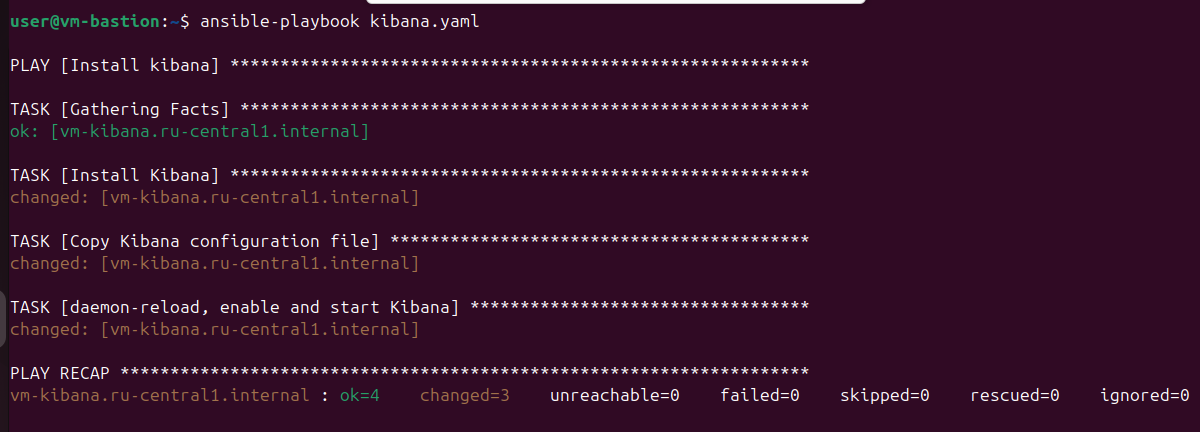 user@vm-bastion:~$ ansible-playbook kibana.yaml
PLAY [Install kibana] **********************************************************
TASK [Gathering Facts] *********************************************************
ok: [vm-kibana.ru-central1.internal]
TASK [Install Kibana] **********************************************************
changed: [vm-kibana.ru-central1.internal]
TASK [Copy Kibana configuration file] ******************************************
changed: [vm-kibana.ru-central1.internal]
TASK [daemon-reload, enable and start Kibana] **********************************
changed: [vm-kibana.ru-central1.internal]
PLAY RECAP *********************************************************************
vm-kibana.ru-central1.internal : ok=4    changed=3    unreachable=0    failed=0    skipped=0    rescued=0    ignored=0